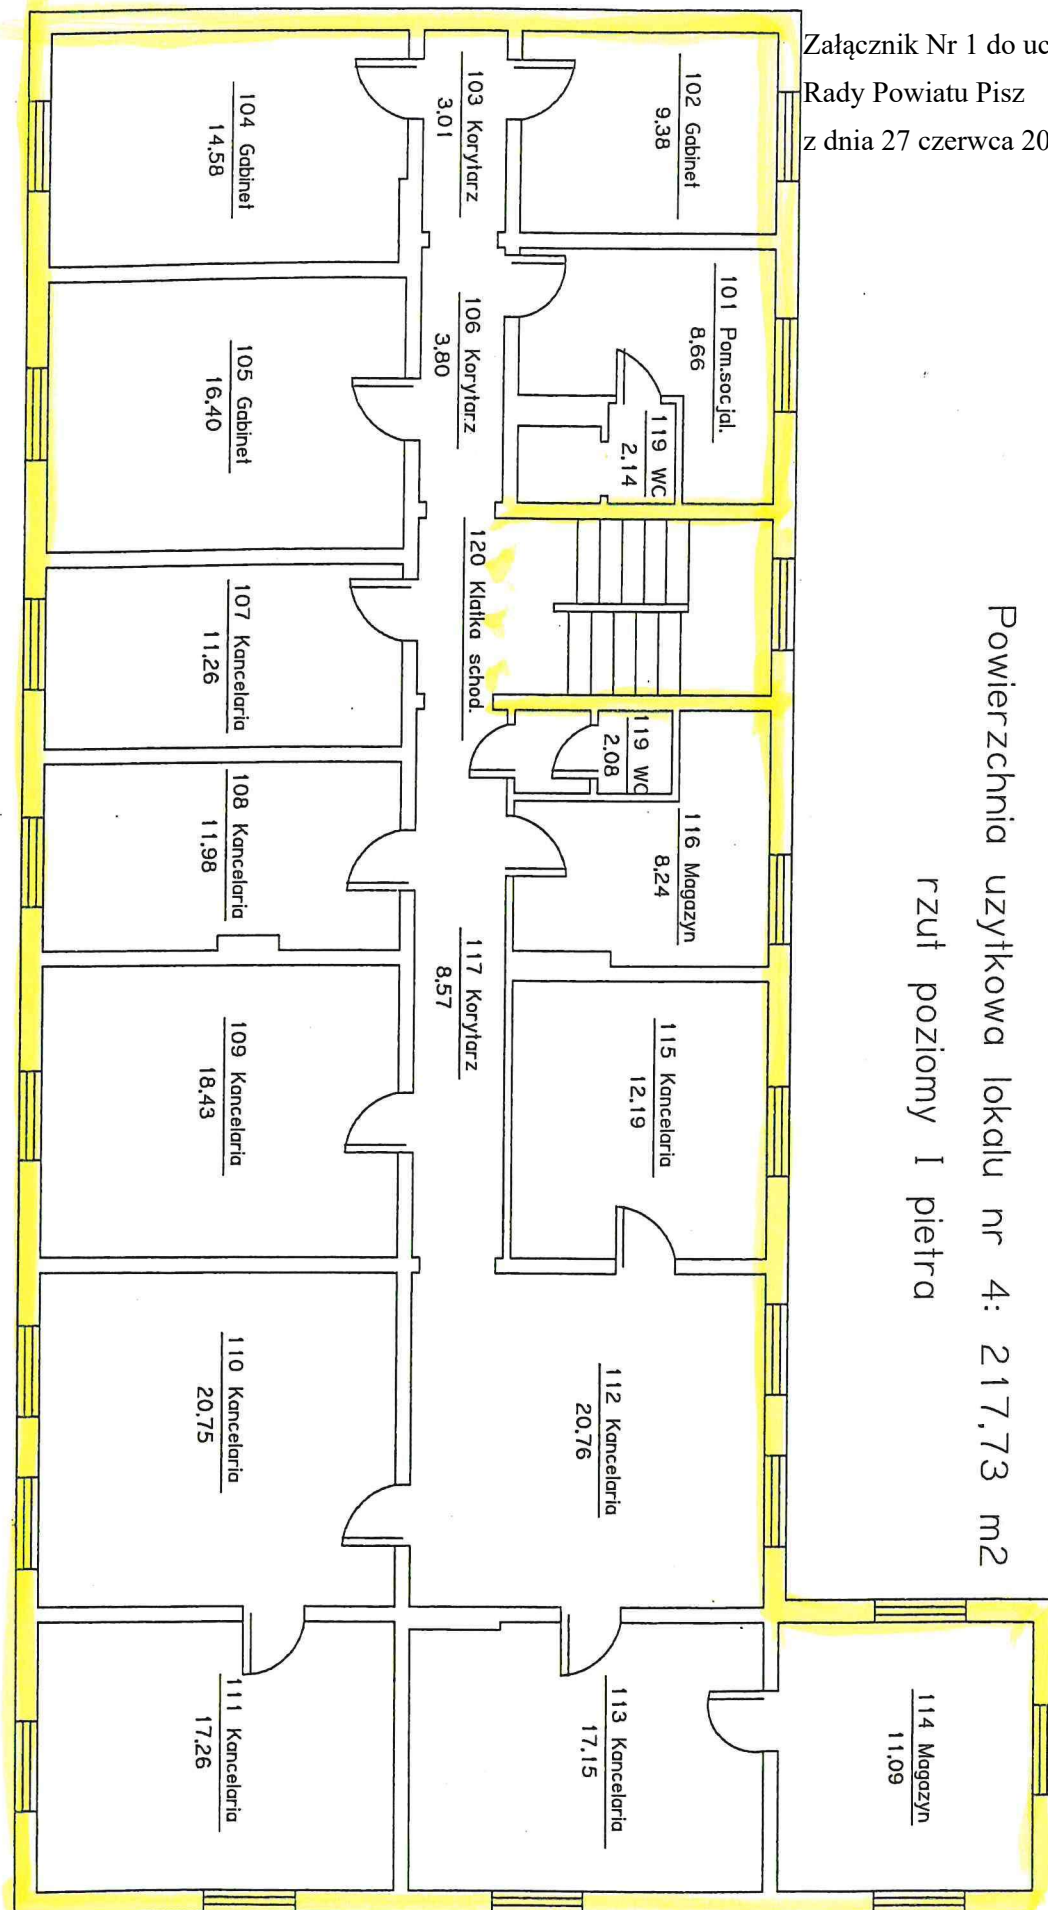 Załącznik Nr 1 do uc
Rady Powiatu Pisz
z dnia 27 czerwca 20
Powierzchnia uzytkowa lokalu nr 4: 217,73 m2
rzut poziomy I pietra
102 Gabinet
9,38
103 Korytarz
3,01
104 Gabinet
14,58
101 Pom.socjal.
8,66
119 WC
2,14
106 Korytarz
3,80
105 Gabinet
16,40
120 Klatka schod.
107 Kancelaria
11,26
119 WC
2,08
116 Magazyn
8,24
108 Kancelaria
11,98
117 Korytarz
8,57
115 Kancelaria
12,19
109 Kancelaria
18,43
112 Kancelaria
20,76
110 Kancelaria
20,75
114 Magazyn
11,09
113 Kancelaria
17,15
111 Kancelaria
17,26